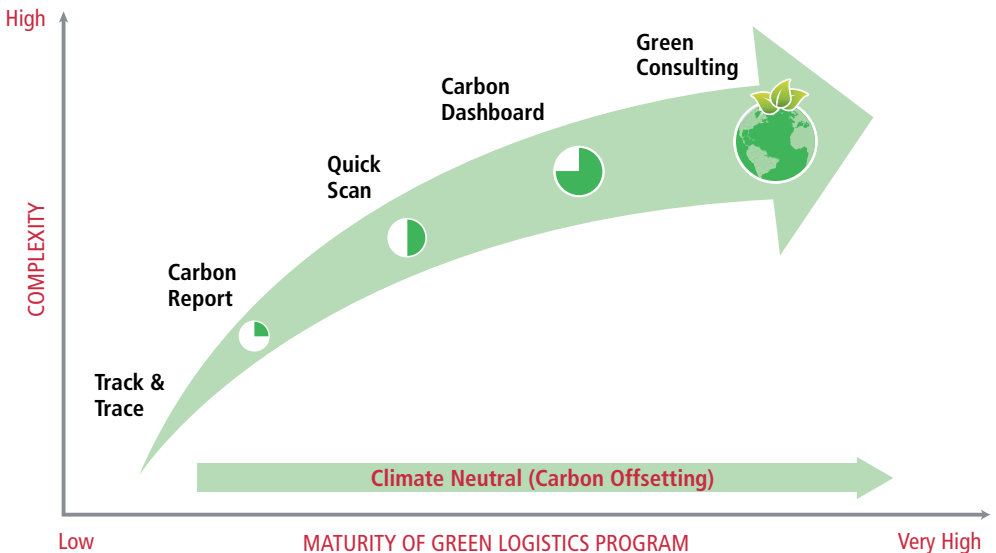 High
Green
Consulting
Carbon
Dashboard
Quick
Scan
Carbon
Report
Track &
Trace
COMPLEXITY
Climate Neutral (Carbon Offsetting)
Low
MATURITY OF GREEN LOGISTICS PROGRAM
Very High